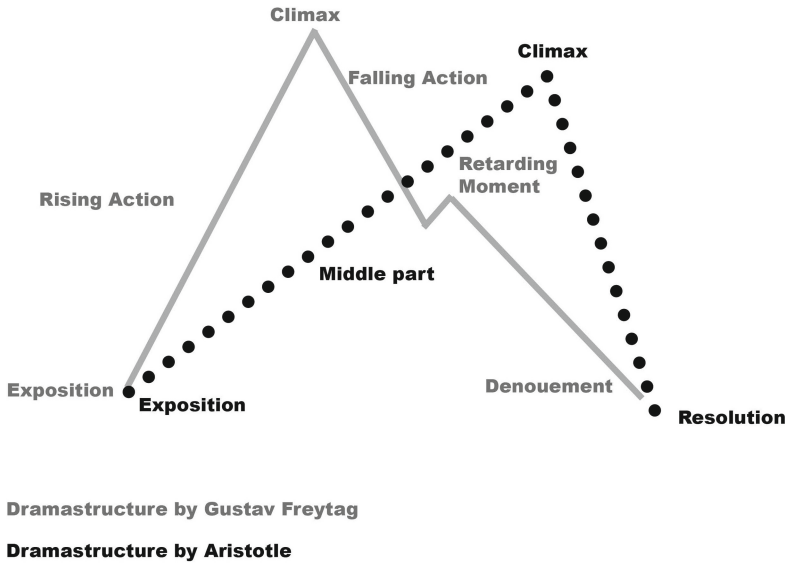 Climax
Climax
Falling Action
Retarding
Moment
Rising Action
Middle part
Exposition
Exposition
Denouement
Resolution
Dramastructure by Gustav Freytag
Dramastructure by Aristotle